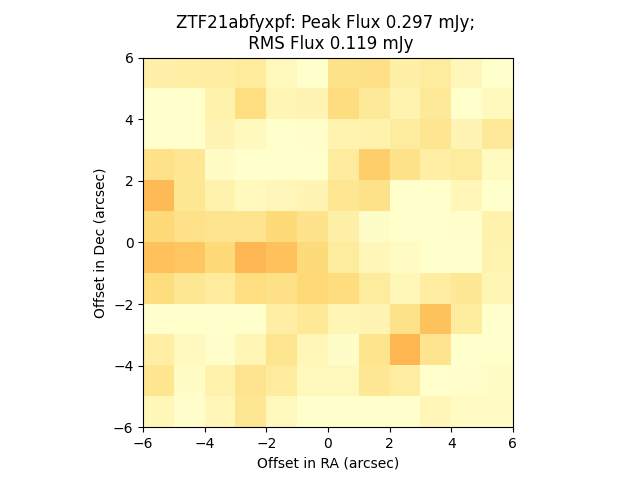 ZTF21abfyxpf: Peak Flux 0.297 mJy;
RMS Flux 0.119 mJy
6
4
2
0
−2
−4
−6
Offset in Dec (arcsec)
−6 −4 −2 0 2 4 6
Offset in RA (arcsec)